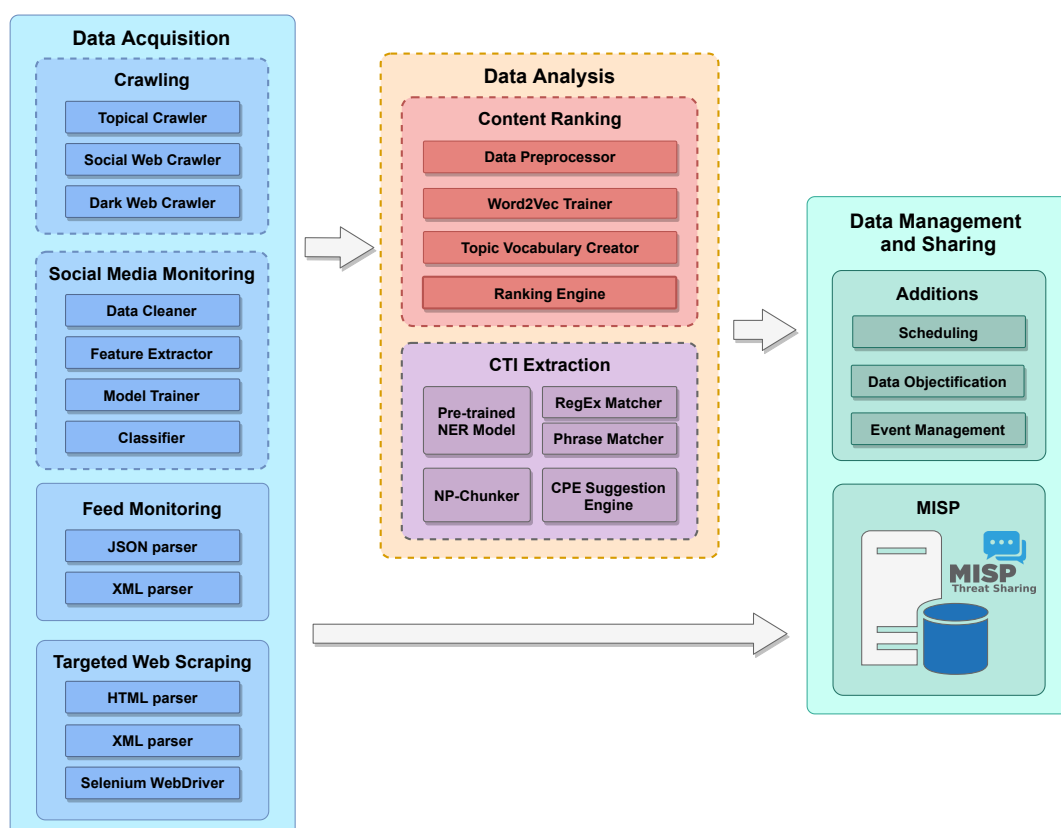 Data Acquisition
Crawling
Topical Crawler
Social Web Crawler
Dark Web Crawler
Social Media Monitoring
Data Cleaner
Feature Extractor
Model Trainer
Classifier
Feed Monitoring
JSON parser
XML parser
Targeted Web Scraping
HTML parser
XML parser
Selenium WebDriver
Data Analysis
Content Ranking
Data Preprocessor
Word2Vec Trainer
Topic Vocabulary Creator
Ranking Engine
CTI Extraction
Pre-trained
NER Model
RegEx Matcher
Phrase Matcher
NP-Chunker
CPE Suggestion
Engine
Data Management
and Sharing
Additions
Scheduling
Data Objectification
Event Management
MISP
MISP
Threat Sharing